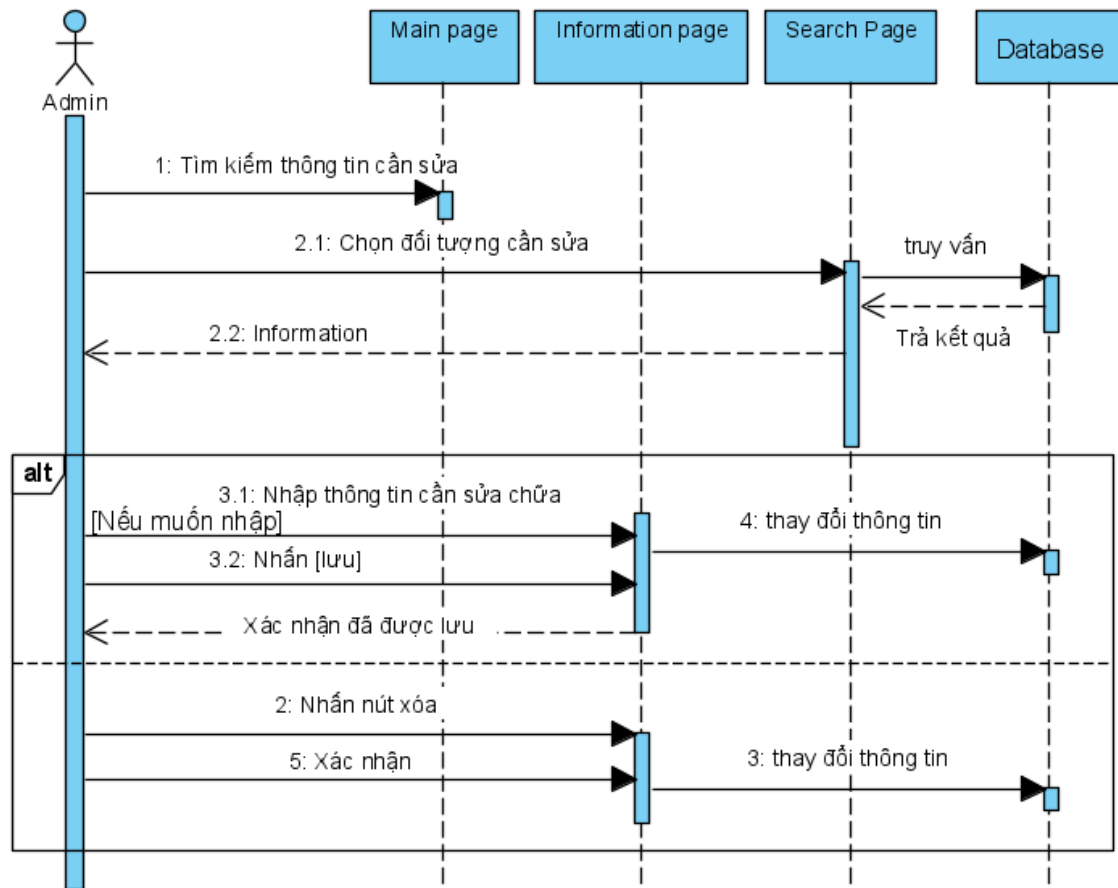 Main page
Information page
Search Page
Database
Admin
1: Tìm kiếm thông tin cần sửa
2.1: Chọn đối tượng cần sửa
truy vấn
2.2: Information
Trả kết quả
alt
3.1: Nhập thông tin cần sửa chữa
[Nếu muốn nhập]
4: thay đổi thông tin
3.2: Nhấn [lưu]
Xác nhận đã được lưu
2: Nhấn nút xóa
5: Xác nhận
3: thay đổi thông tin